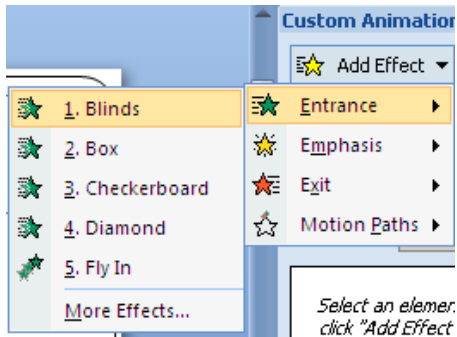 Custom Animation
Add Effect
1. Blinds
2. Box
3. Checkerboard
4. Diamond
5. Fly In
More Effects...
Entrance
Emphasis
Exit
Motion Paths
Select an elemen
click "Add Effect